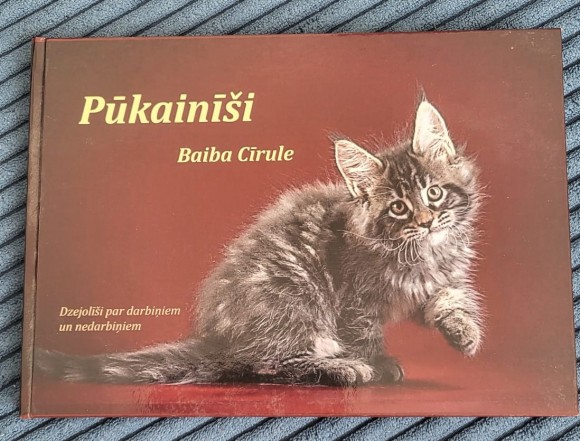 Pūkainīši
Baiba Cīrule
Dzejolīši par darbiņiem
un nedarbiņiem